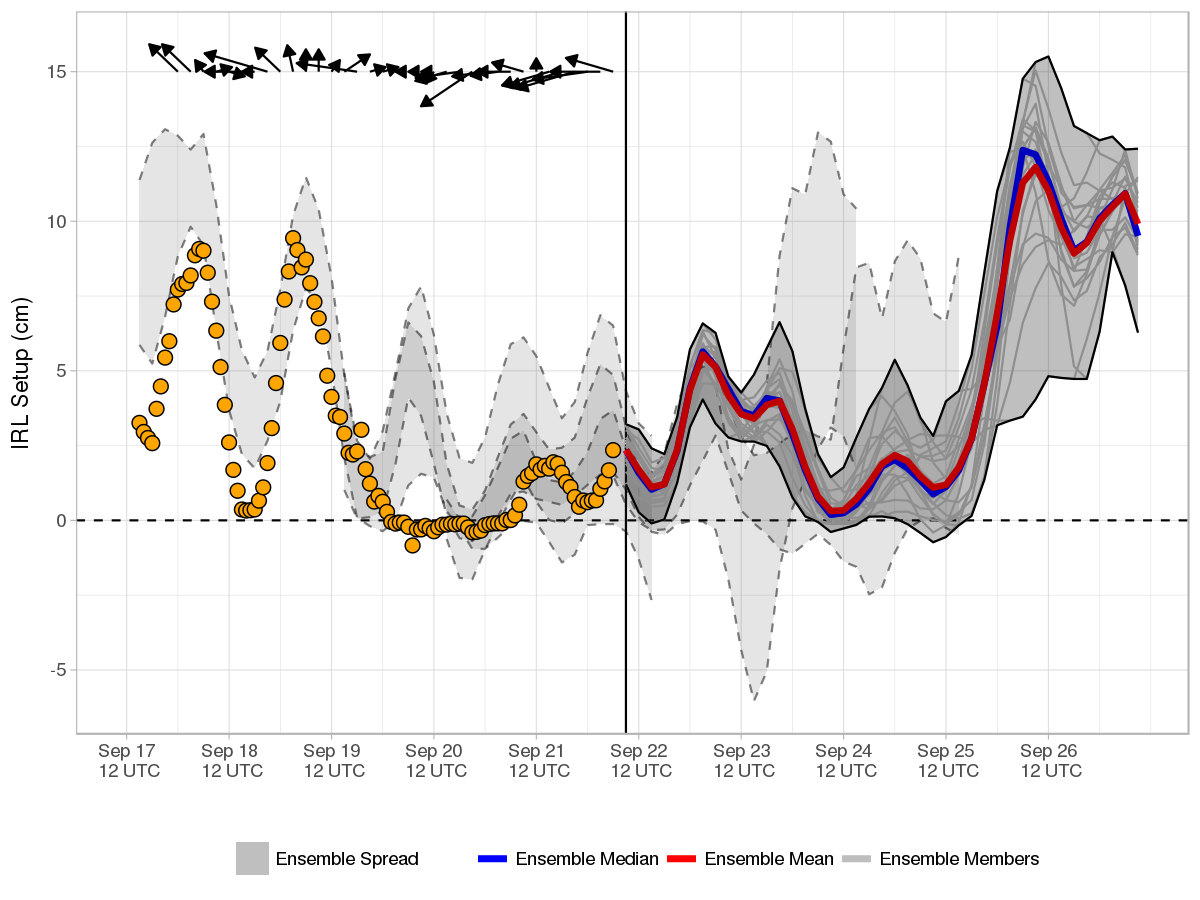 IRL Setup (cm)
15
10
5
0
-5
Sep 17 Sep 18 Sep 19 Sep 20 Sep 21 Sep 22 Sep 23 Sep 24 Sep 25 Sep 26
12 UTC 12 UTC 12 UTC 12 UTC 12 UTC 12 UTC 12 UTC 12 UTC 12 UTC 12 UTC
Ensemble Spread Ensemble Median Ensemble Mean Ensemble Members